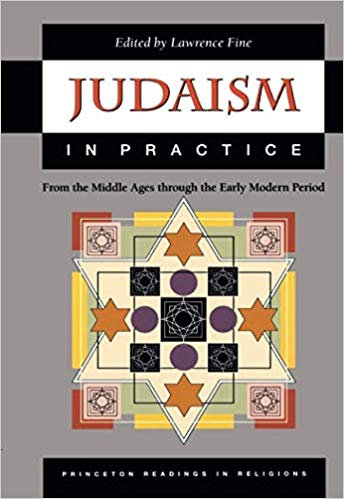 Edited by Lawrence Fine
JUDAISM
IN PRACTICE
From the Middle Ages through the Early Modern Period
PRINCETON READINGS IN RELIGIONS